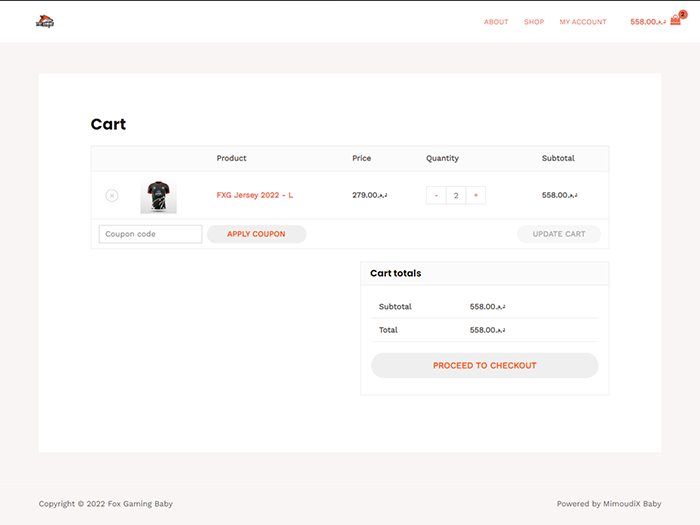 ABOUT SHOP MY ACCOUNT 558.00د.م. 2
Cart
Product Price Quantity Subtotal
× FXG Jersey 2022 - L 279.00د.م. - 2 + 558.00د.م.
Coupon code APPLY COUPON UPDATE CART
Cart totals
Subtotal 558.00د.م.
Total 558.00د.م.
PROCEED TO CHECKOUT
Copyright © 2022 Fox Gaming Baby Powered by MimoudiX Baby